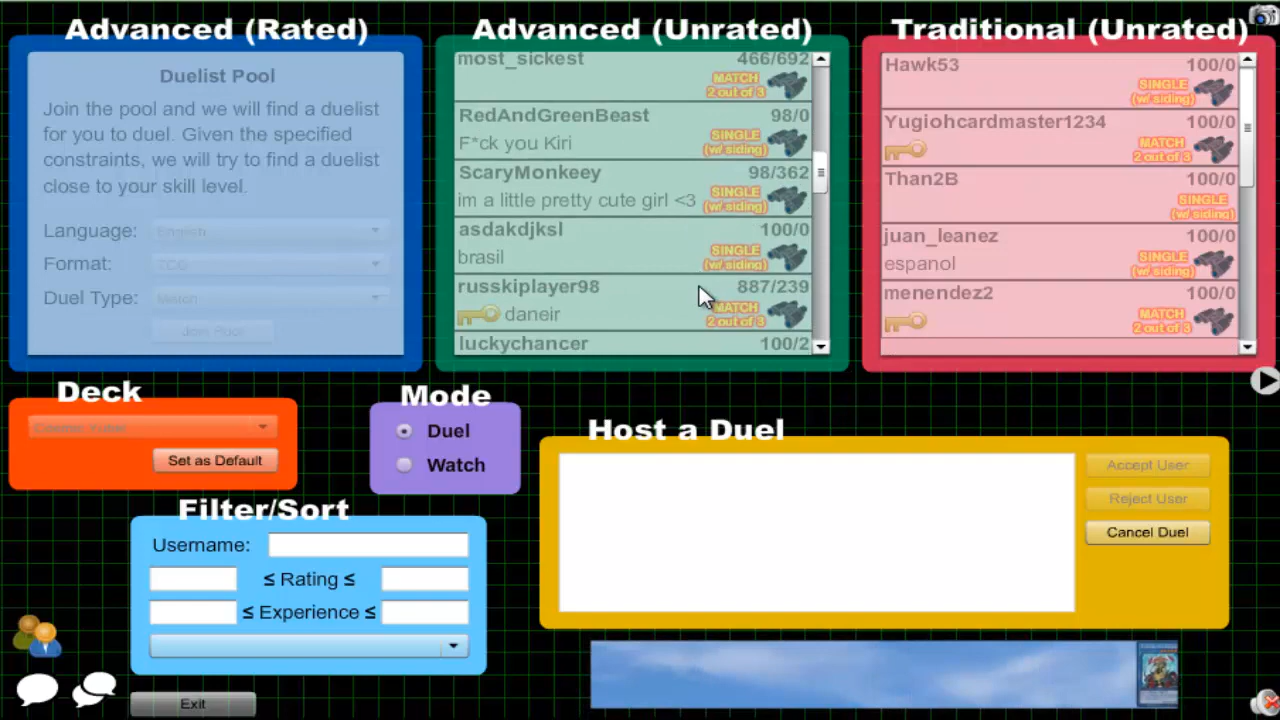 Advanced (Rated)
Duelist Pool
Join the pool and we will find a duelist
for you to duel. Given the specified
constraints, we will try to find a duelist
close to your skill level.
Language: English
Format: TCG
Duel Type: Match
Join Pool
Advanced (Unrated)
most_sickest 466/692
MATCH
2 out of 3
RedAndGreenBeast 98/0
F*ck you Kiri
SINGLE
(w/ siding)
ScaryMonkeey 98/362
im a little pretty cute girl <3
SINGLE
(w/ siding)
asdakdjksl 100/0
brasil
SINGLE
(w/ siding)
russkiplayer98 887/239
daneir
MATCH
2 out of 3
luckychancer 100/2
Traditional (Unrated)
Hawk53 100/0
SINGLE
(w/ siding)
Yugiohcardmaster1234 100/0
MATCH
2 out of 3
Than2B 100/0
SINGLE
(w/ siding)
juan_leanez 100/0
espanol
SINGLE
(w/ siding)
menendez2 100/0
MATCH
2 out of 3
Deck
Set as Default
Mode
Duel
Watch
Filter/Sort
Username:
≤ Rating ≤
≤ Experience ≤
Exit
Host a Duel
Accept User
Reject User
Cancel Duel